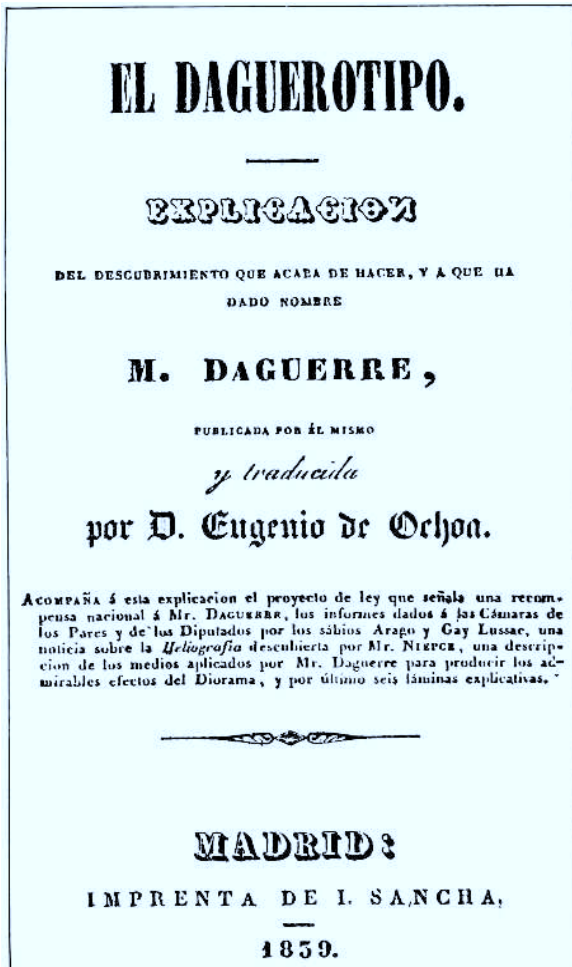 EL DAGUEROTIPO.
EXPLICACION
DEL DESCUBRIMIENTO QUE ACABA DE HACER, Y A QUE HA
DADO NOMBRE
M. DAGUERRE,
PUBLICADA POR ÉL MISMO
y traducida
por D. Eugenio de Ochoa.
ACOMPAÑA á esta explicacion el proyecto de ley que señala una recom-
pensa nacional á Mr. DAGUERRE, los informes dados á las Cámaras de
los Pares y de los Diputados por los sábios Arago y Gay Lussac, una
noticia sobre la Heliografía descubierta por Mr. NIEPCE, una descrip-
cion de los medios aplicados por Mr. Daguerre para producir los ad-
mirables efectos del Diorama, y por último seis láminas explicativas.
MADRID:
IMPRENTA DE I. SANCHA,
1839.